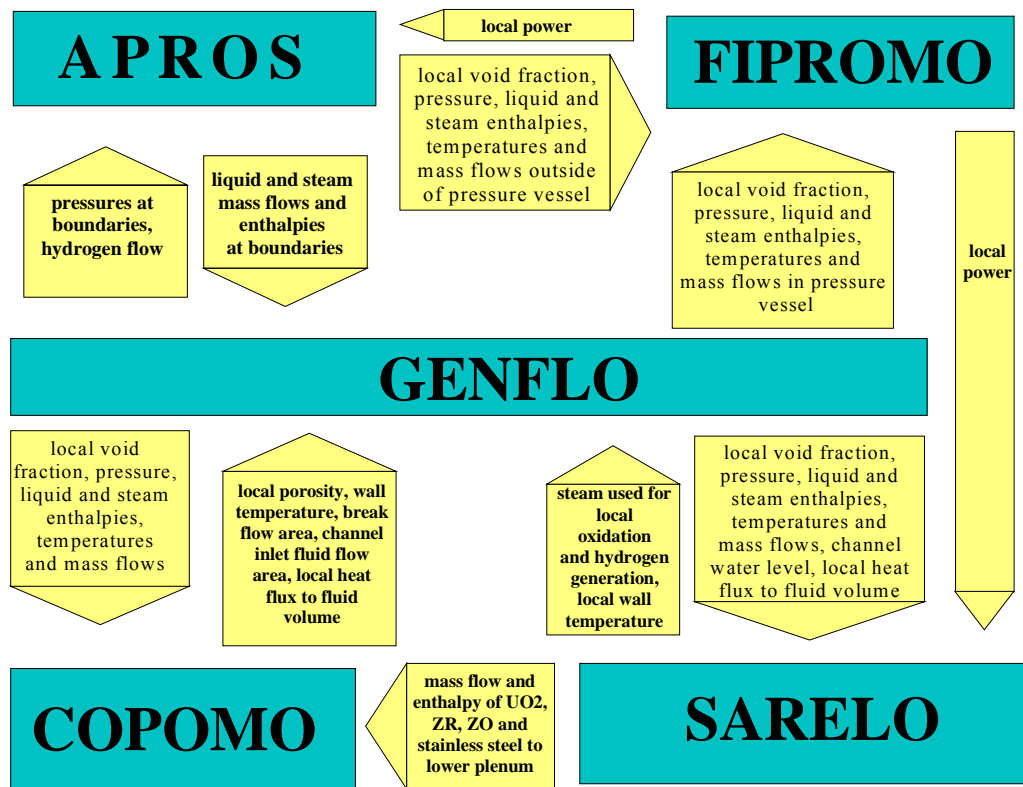 APROS
local power
FIPROMO
local void fraction,
pressure, liquid and
steam enthalpies,
temperatures and
mass flows outside
of pressure vessel
pressures at
boundaries,
hydrogen flow
liquid and steam
mass flows and
enthalpies
at boundaries
local void fraction,
pressure, liquid and
steam enthalpies,
temperatures and
mass flows in pressure
vessel
local
power
GENFLO
local void
fraction, pressure,
liquid and steam
enthalpies,
temperatures
and mass flows
local porosity, wall
temperature, break
flow area, channel
inlet fluid flow
area, local heat
flux to fluid
volume
steam used for
local
oxidation
and hydrogen
generation,
local wall
temperature
local void fraction,
pressure, liquid and
steam enthalpies,
temperatures and
mass flows, channel
water level, local heat
flux to fluid volume
COPOMO
mass flow and
enthalpy of UO2,
ZR, ZO and
stainless steel to
lower plenum
SARELO